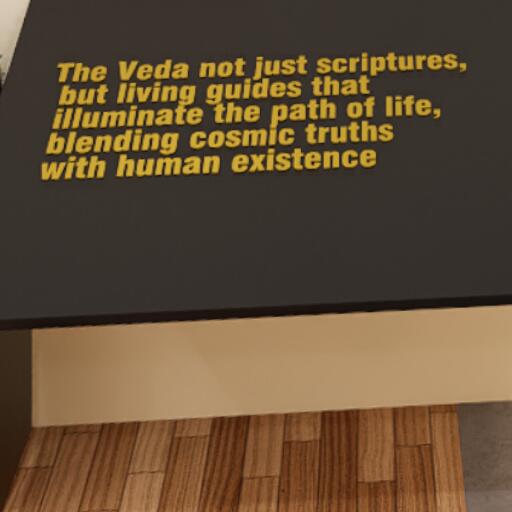 The Veda not just scriptures,
but living guides that
illuminate the path of life,
blending cosmic truths
with human existence